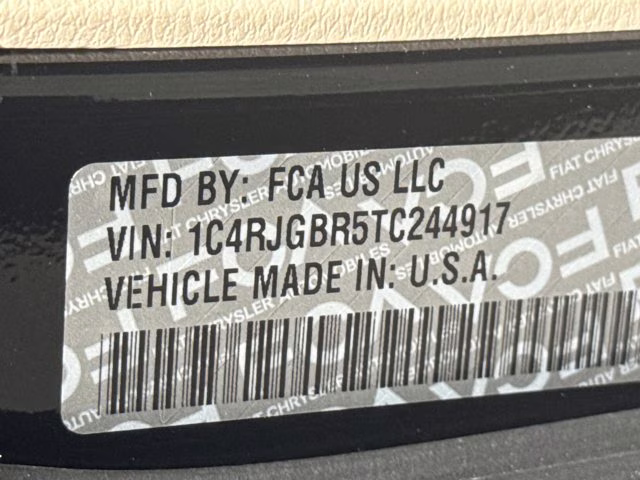 MFD BY: FCA US LLC
VIN: 1C4RJGBR5TC244917
VEHICLE MADE IN: U.S.A.